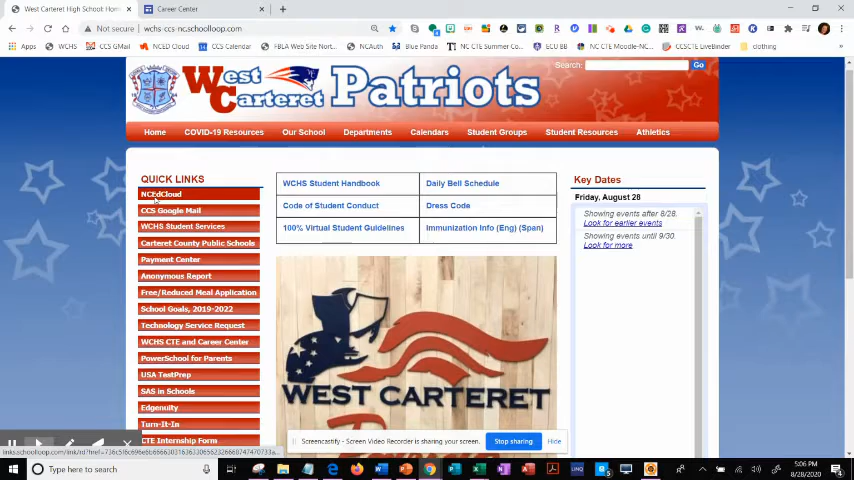 West Carteret High School Hom
Career Center
Not secure | wchs-ccs-nc.schoolloop.com
Apps
WCHS
CCS GMail
NCED Cloud
CCS Calendar
FBLA Web Site Nort...
NCAuth
Blue Panda
NC CTE Summer Co...
ECU BB
NC CTE Moodle-NC...
CCSCTE LiveBinder
clothing
West Carteret Patriots
Search:
Go
Home
COVID-19 Resources
Our School
Departments
Calendars
Student Groups
Student Resources
Athletics
QUICK LINKS
NCEdCloud
CCS Google Mail
WCHS Student Services
Carteret County Public Schools
Payment Center
Anonymous Report
Free/Reduced Meal Application
School Goals, 2019-2022
Technology Service Request
WCHS CTE and Career Center
PowerSchool for Parents
USA TestPrep
SAS in Schools
Edgenuity
Turn-It-In
CTE Internship Form
WCHS Student Handbook
Daily Bell Schedule
Code of Student Conduct
Dress Code
100% Virtual Student Guidelines
Immunization Info (Eng) (Span)
WEST CARTERET
Key Dates
Friday, August 28
Showing events after 8/28.
Look for earlier events
Showing events until 9/30.
Look for more
Screencastify - Screen Video Recorder is sharing your screen.
Stop sharing
Hide
Type here to search
5:06 PM
8/28/2020